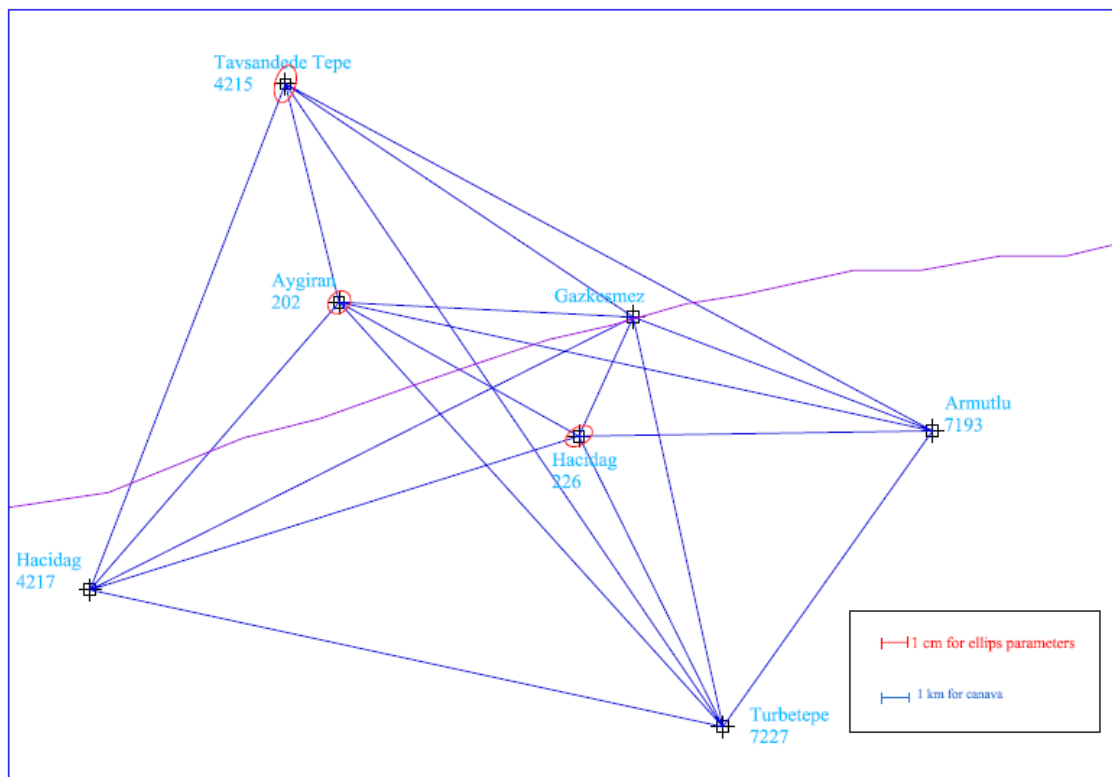 Tavsandede Tepe
4215
Aygiran
202
Gazkesmez
Armutlu
7193
Hacidag
226
Hacidag
4217
1 cm for ellips parameters
1 km for canava
Turbetepe
7227